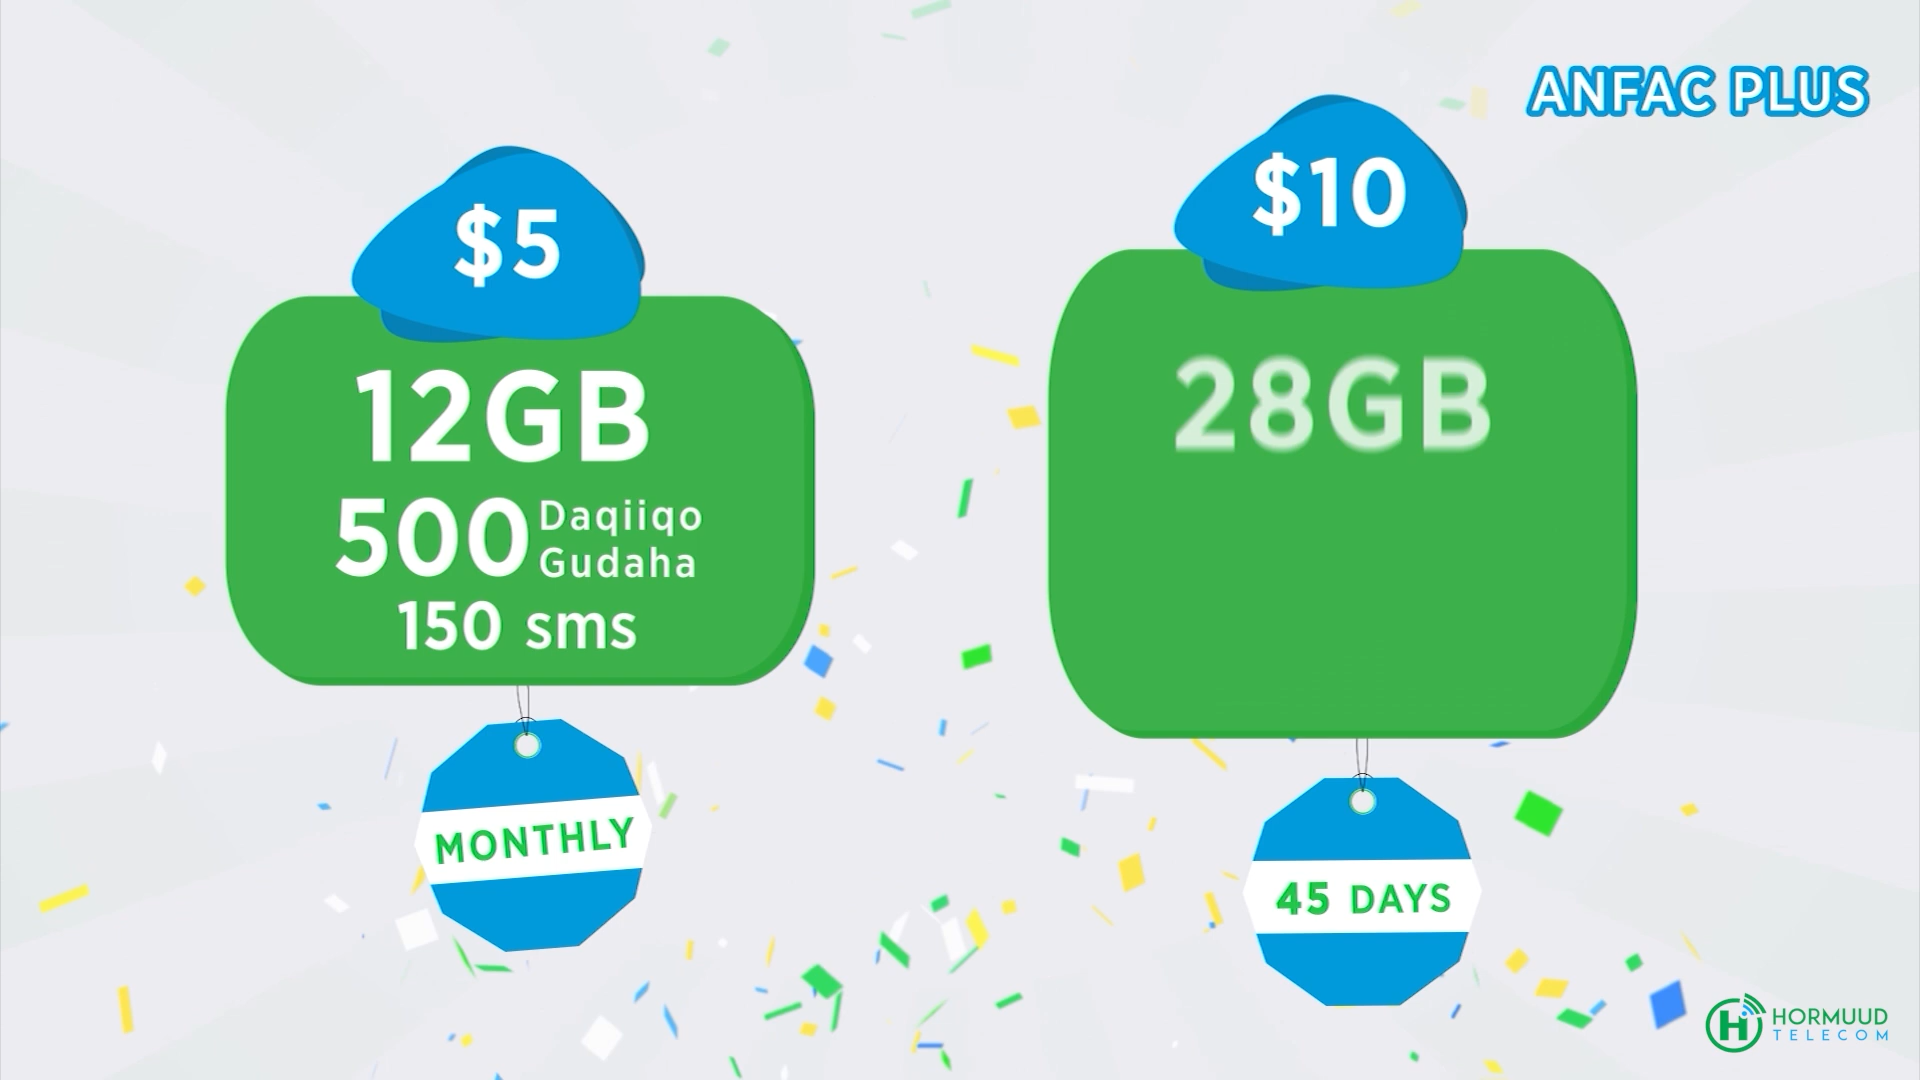 ANFAC PLUS
$5
12GB
500 Daqiiqo
Gudaha
150 sms
MONTHLY
$10
28GB
45 DAYS
HORMUUD
TELECOM